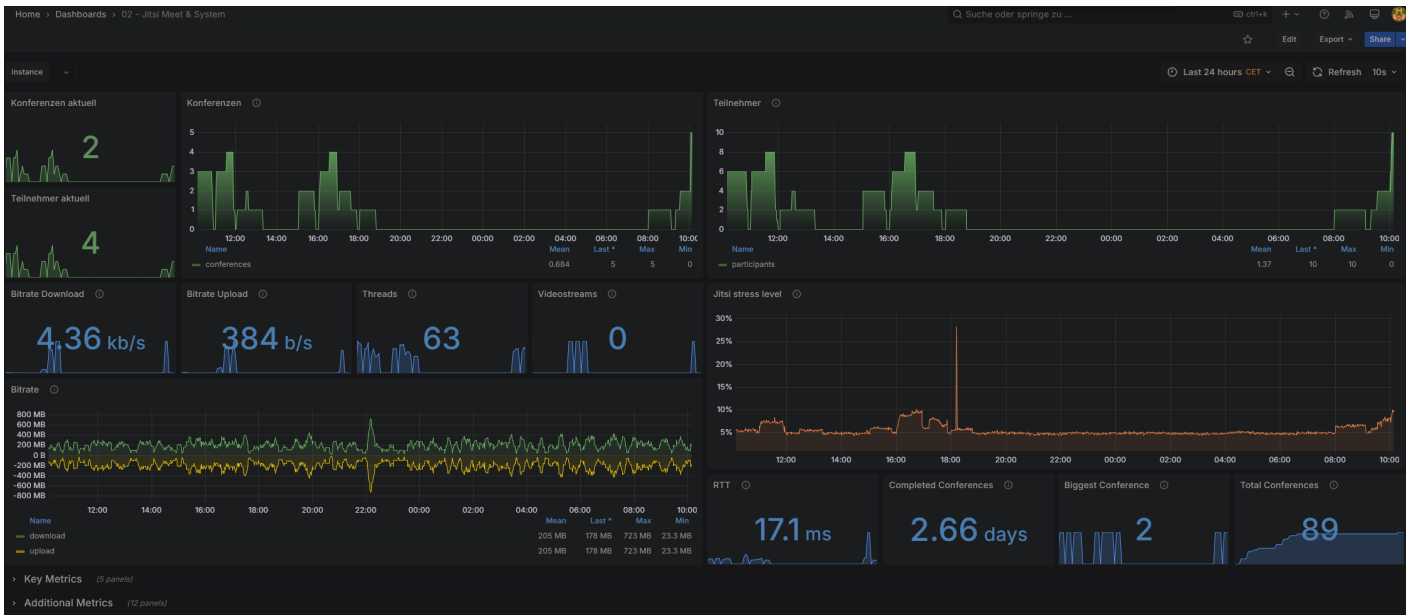 Home › Dashboards › 02 - Jitsi Meet & System
Suche oder springe zu ...
ctrl+k
Edit
Export
Share
Instance
Last 24 hours CET
Refresh
10s
Konferenzen aktuell
2
Teilnehmer aktuell
4
Konferenzen
5
4
3
2
1
0
12:00 14:00 16:00 18:00 20:00 22:00 00:00 02:00 04:00 06:00 08:00 10:00
Name Mean Last * Max Min
conferences 0.684 5 5 0
Teilnehmer
10
8
6
4
2
0
12:00 14:00 16:00 18:00 20:00 22:00 00:00 02:00 04:00 06:00 08:00 10:00
Name Mean Last * Max Min
participants 1.37 10 10 0
Bitrate Download
4.36 kb/s
Bitrate Upload
384 b/s
Threads
63
Videostreams
0
Jitsi stress level
30%
25%
20%
15%
10%
5%
12:00 14:00 16:00 18:00 20:00 22:00 00:00 02:00 04:00 06:00 08:00 10:00
Bitrate
800 MB
600 MB
400 MB
200 MB
0 B
-200 MB
-400 MB
-600 MB
-800 MB
12:00 14:00 16:00 18:00 20:00 22:00 00:00 02:00 04:00 06:00 08:00 10:00
Name Mean Last * Max Min
download 205 MB 178 MB 723 MB 23.3 MB
upload 205 MB 178 MB 723 MB 23.3 MB
RTT
17.1 ms
Completed Conferences
2.66 days
Biggest Conference
2
Total Conferences
89
Key Metrics (5 panels)
Additional Metrics (12 panels)